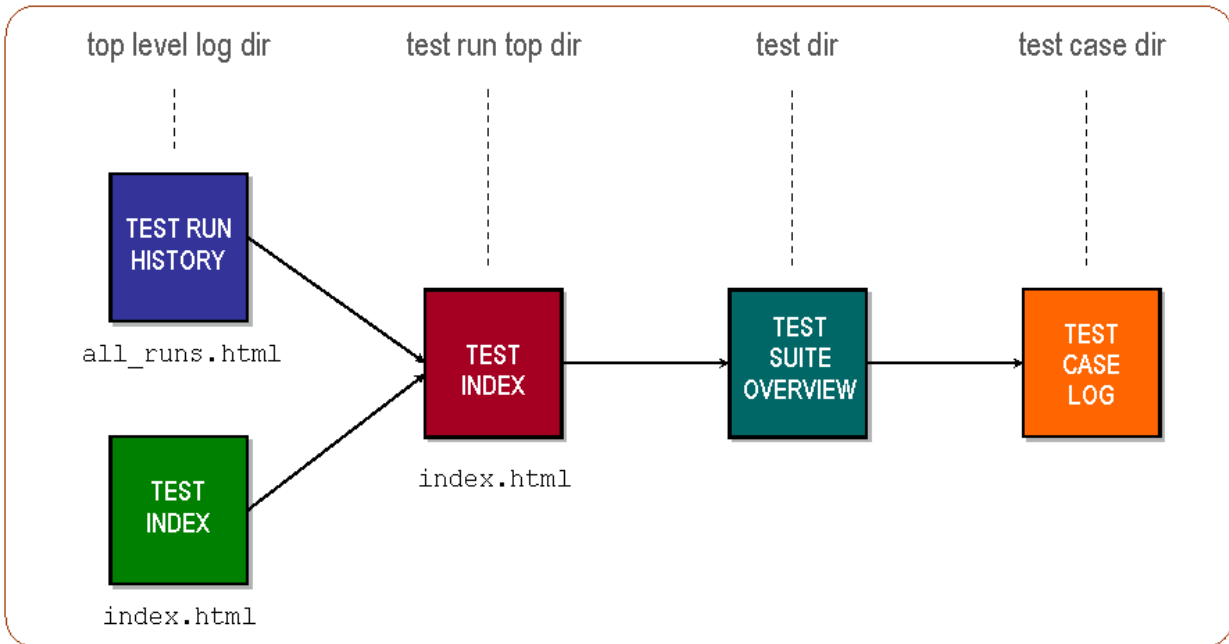 top level log dir
test run top dir
test dir
test case dir
TEST RUN
HISTORY
all_runs.html
TEST
INDEX
index.html
TEST
INDEX
index.html
TEST
SUITE
OVERVIEW
TEST
CASE
LOG